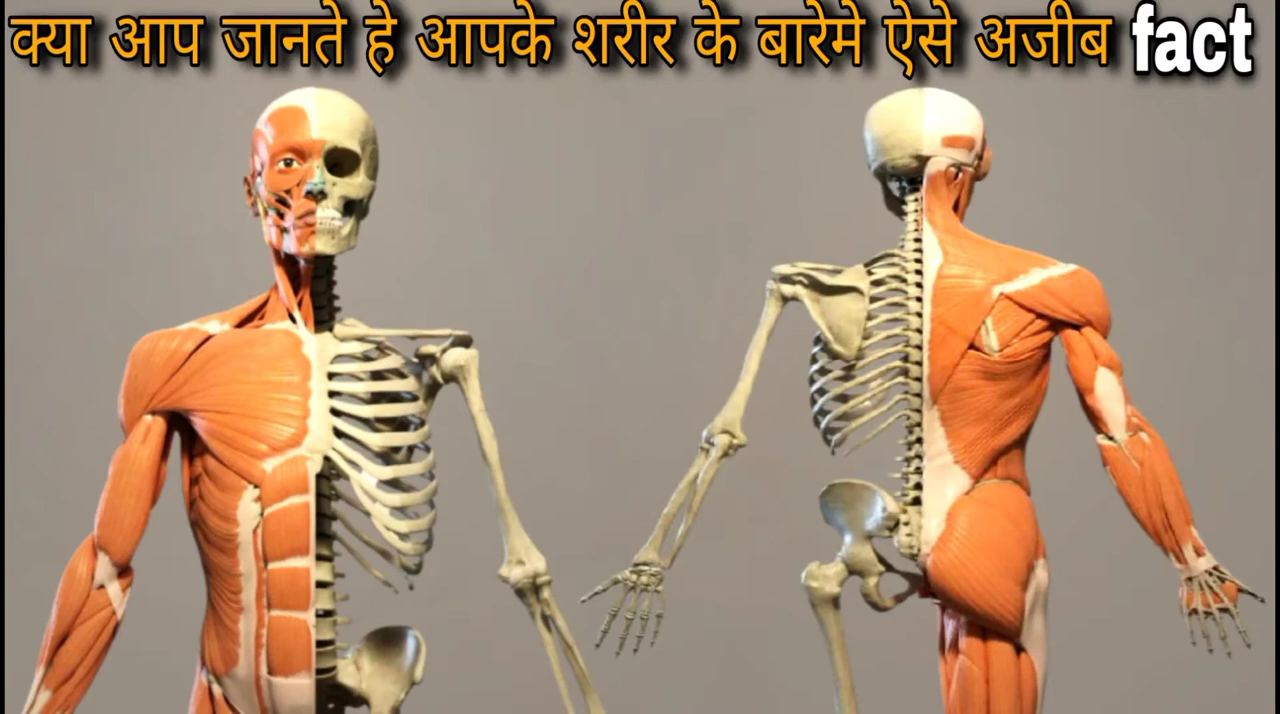 क्या आप जानते हे आपके शरीर के बारेमे ऐसे अजीब fact